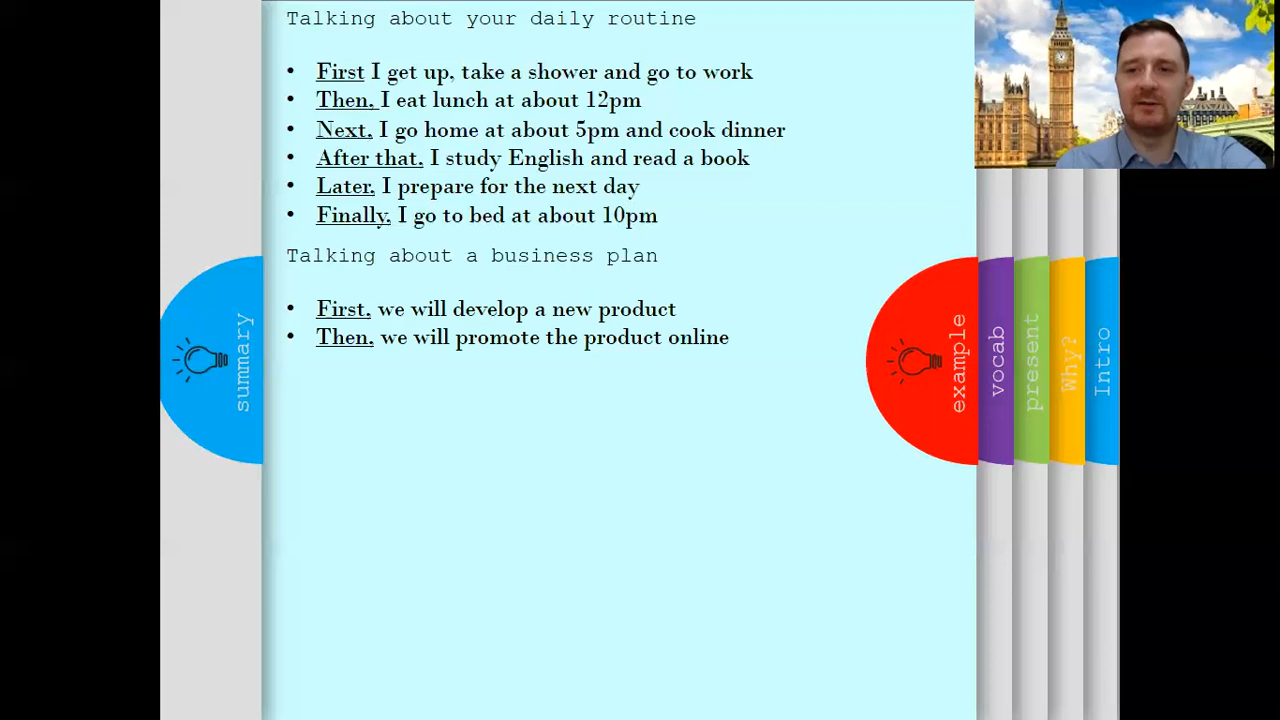 Talking about your daily routine
• First I get up, take a shower and go to work
• Then, I eat lunch at about 12pm
• Next, I go home at about 5pm and cook dinner
• After that, I study English and read a book
• Later, I prepare for the next day
• Finally, I go to bed at about 10pm
Talking about a business plan
• First, we will develop a new product
• Then, we will promote the product online
summary
example
vocab
present
Why?
Intro